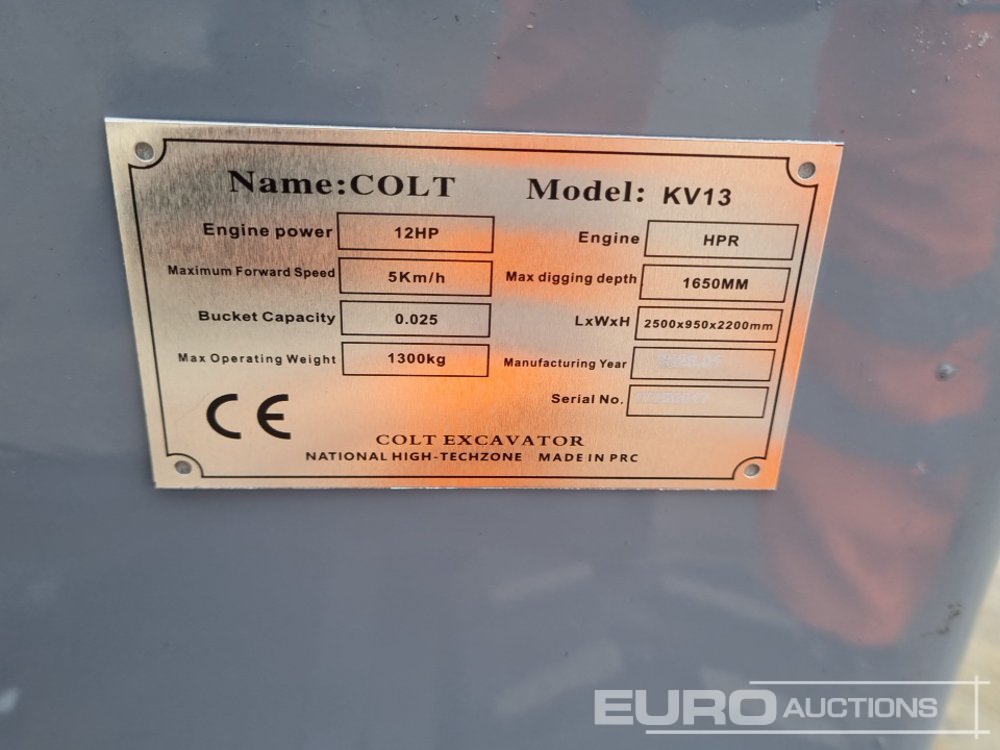 Name:COLT Model: KV13
Engine power 12HP Engine HPR
Maximum Forward Speed 5Km/h Max digging depth 1650MM
Bucket Capacity 0.025 LxWxH 2500x950x2200mm
Max Operating Weight 1300kg Manufacturing Year
Serial No.
CE
COLT EXCAVATOR
NATIONAL HIGH-TECHZONE MADE IN PRC
EURO AUCTIONS